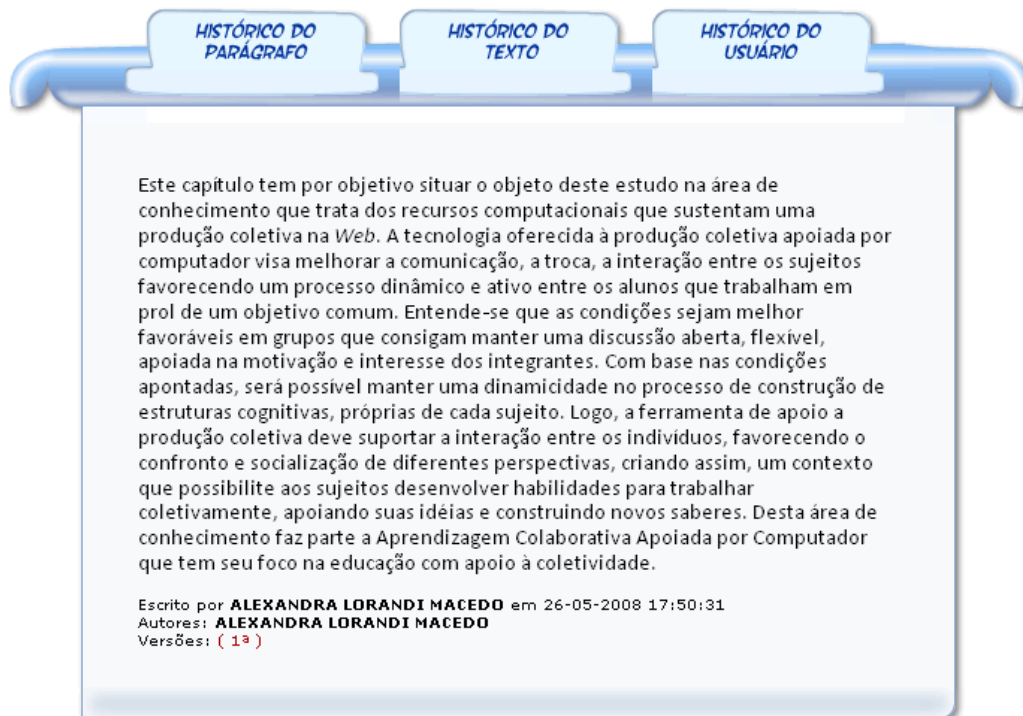 HISTÓRICO DO
PARÁGRAFO
HISTÓRICO DO
TEXTO
HISTÓRICO DO
USUÁRIO
Este capítulo tem por objetivo situar o objeto deste estudo na área de
conhecimento que trata dos recursos computacionais que sustentam uma
produção coletiva na Web. A tecnologia oferecida à produção coletiva apoiada por
computador visa melhorar a comunicação, a troca, a interação entre os sujeitos
favorecendo um processo dinâmico e ativo entre os alunos que trabalham em
prol de um objetivo comum. Entende-se que as condições sejam melhor
favoráveis em grupos que consigam manter uma discussão aberta, flexível,
apoiada na motivação e interesse dos integrantes. Com base nas condições
apontadas, será possível manter uma dinamicidade no processo de construção de
estruturas cognitivas, próprias de cada sujeito. Logo, a ferramenta de apoio a
produção coletiva deve suportar a interação entre os indivíduos, favorecendo o
confronto e socialização de diferentes perspectivas, criando assim, um contexto
que possibilite aos sujeitos desenvolver habilidades para trabalhar
coletivamente, apoiando suas idéias e construindo novos saberes. Desta área de
conhecimento faz parte a Aprendizagem Colaborativa Apoiada por Computador
que tem seu foco na educação com apoio à coletividade.
Escrito por ALEXANDRA LORANDI MACEDO em 26-05-2008 17:50:31
Autores: ALEXANDRA LORANDI MACEDO
Versões: ( 1ª )